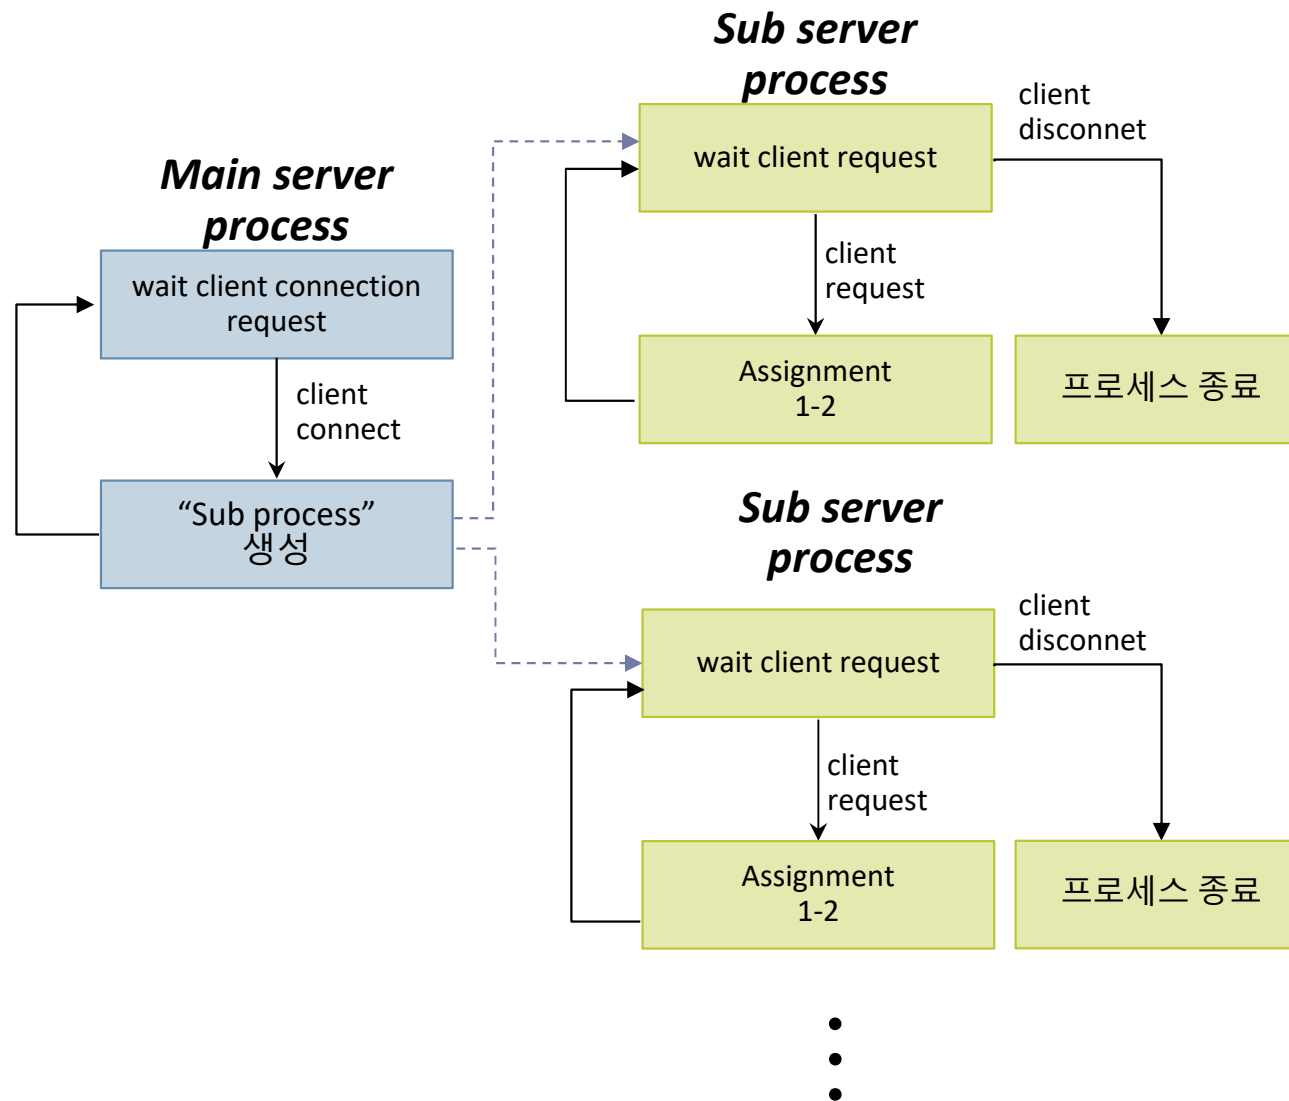 Main server
process
wait client connection
request
client
connect
“Sub process”
생성
Sub server
process
wait client request
client
disconnet
client
request
Assignment
1-2
프로세스 종료
Sub server
process
wait client request
client
disconnet
client
request
Assignment
1-2
프로세스 종료